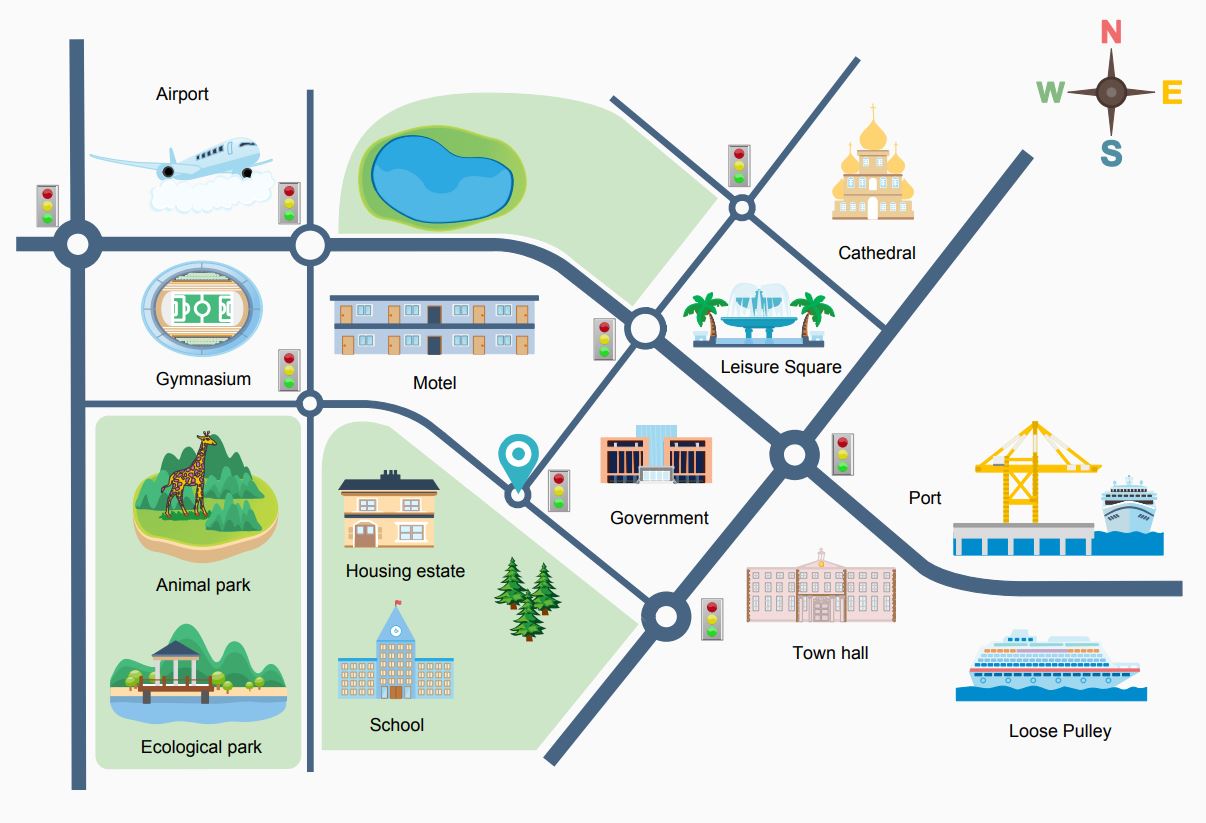 N
Airport
W
E
S
Cathedral
Leisure Square
Gymnasium
Motel
Port
Government
Housing estate
Animal park
Town hall
School
Loose Pulley
Ecological park